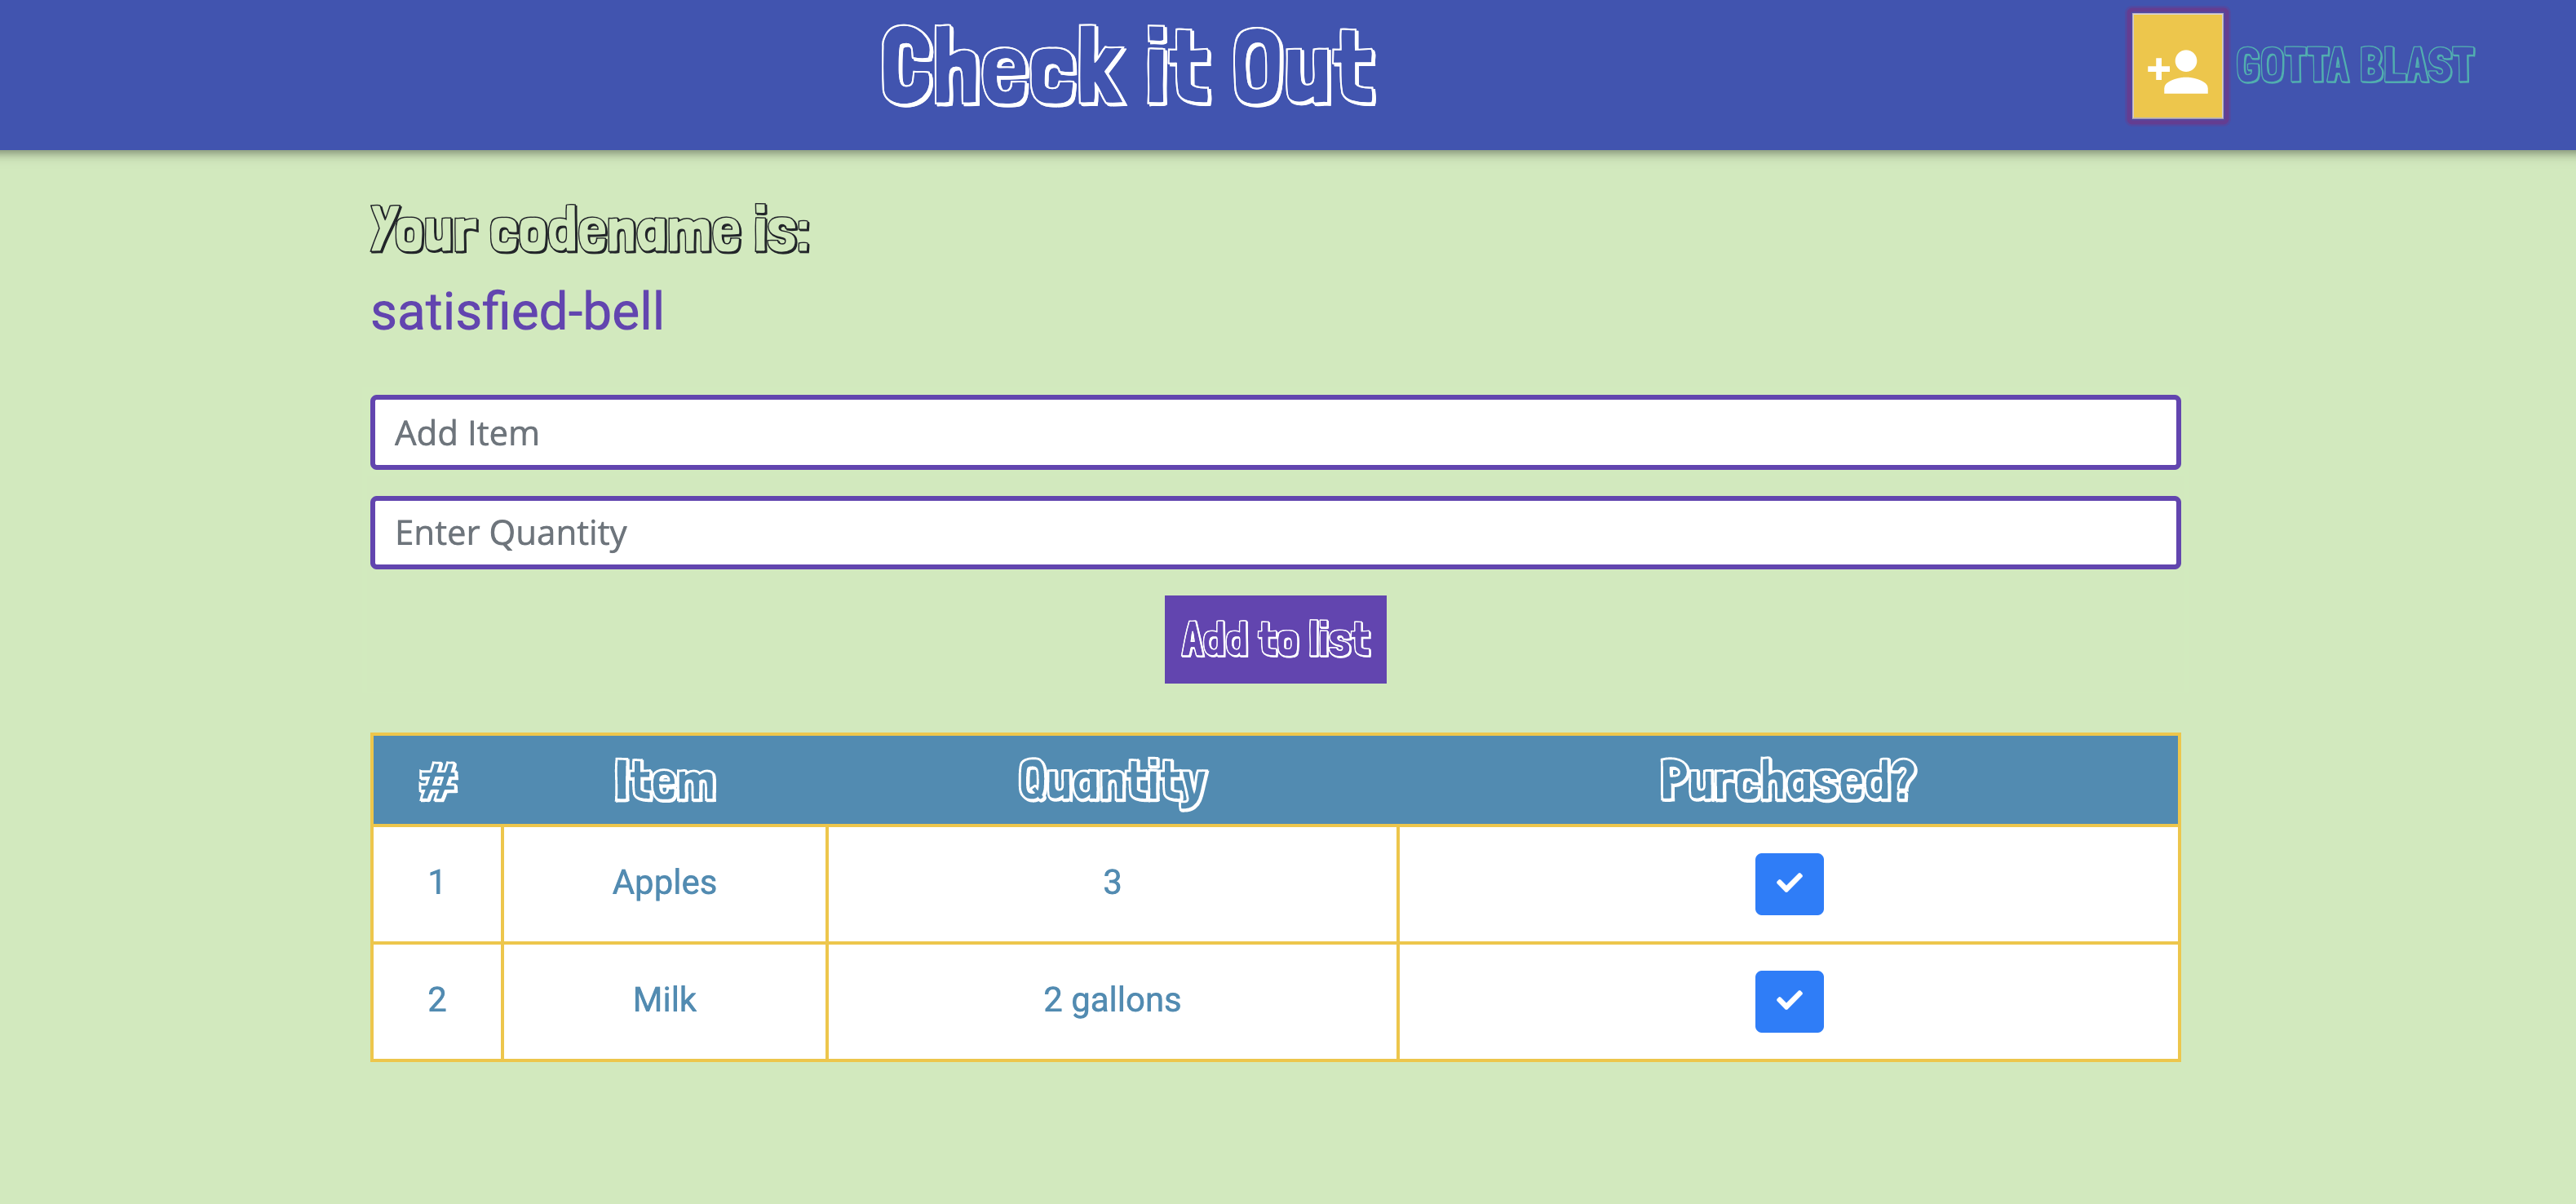 Check it Out
GOTTA BLAST
Your codename is:
satisfied-bell
Add Item
Enter Quantity
Add to list
# Item Quantity Purchased?
1 Apples 3
2 Milk 2 gallons